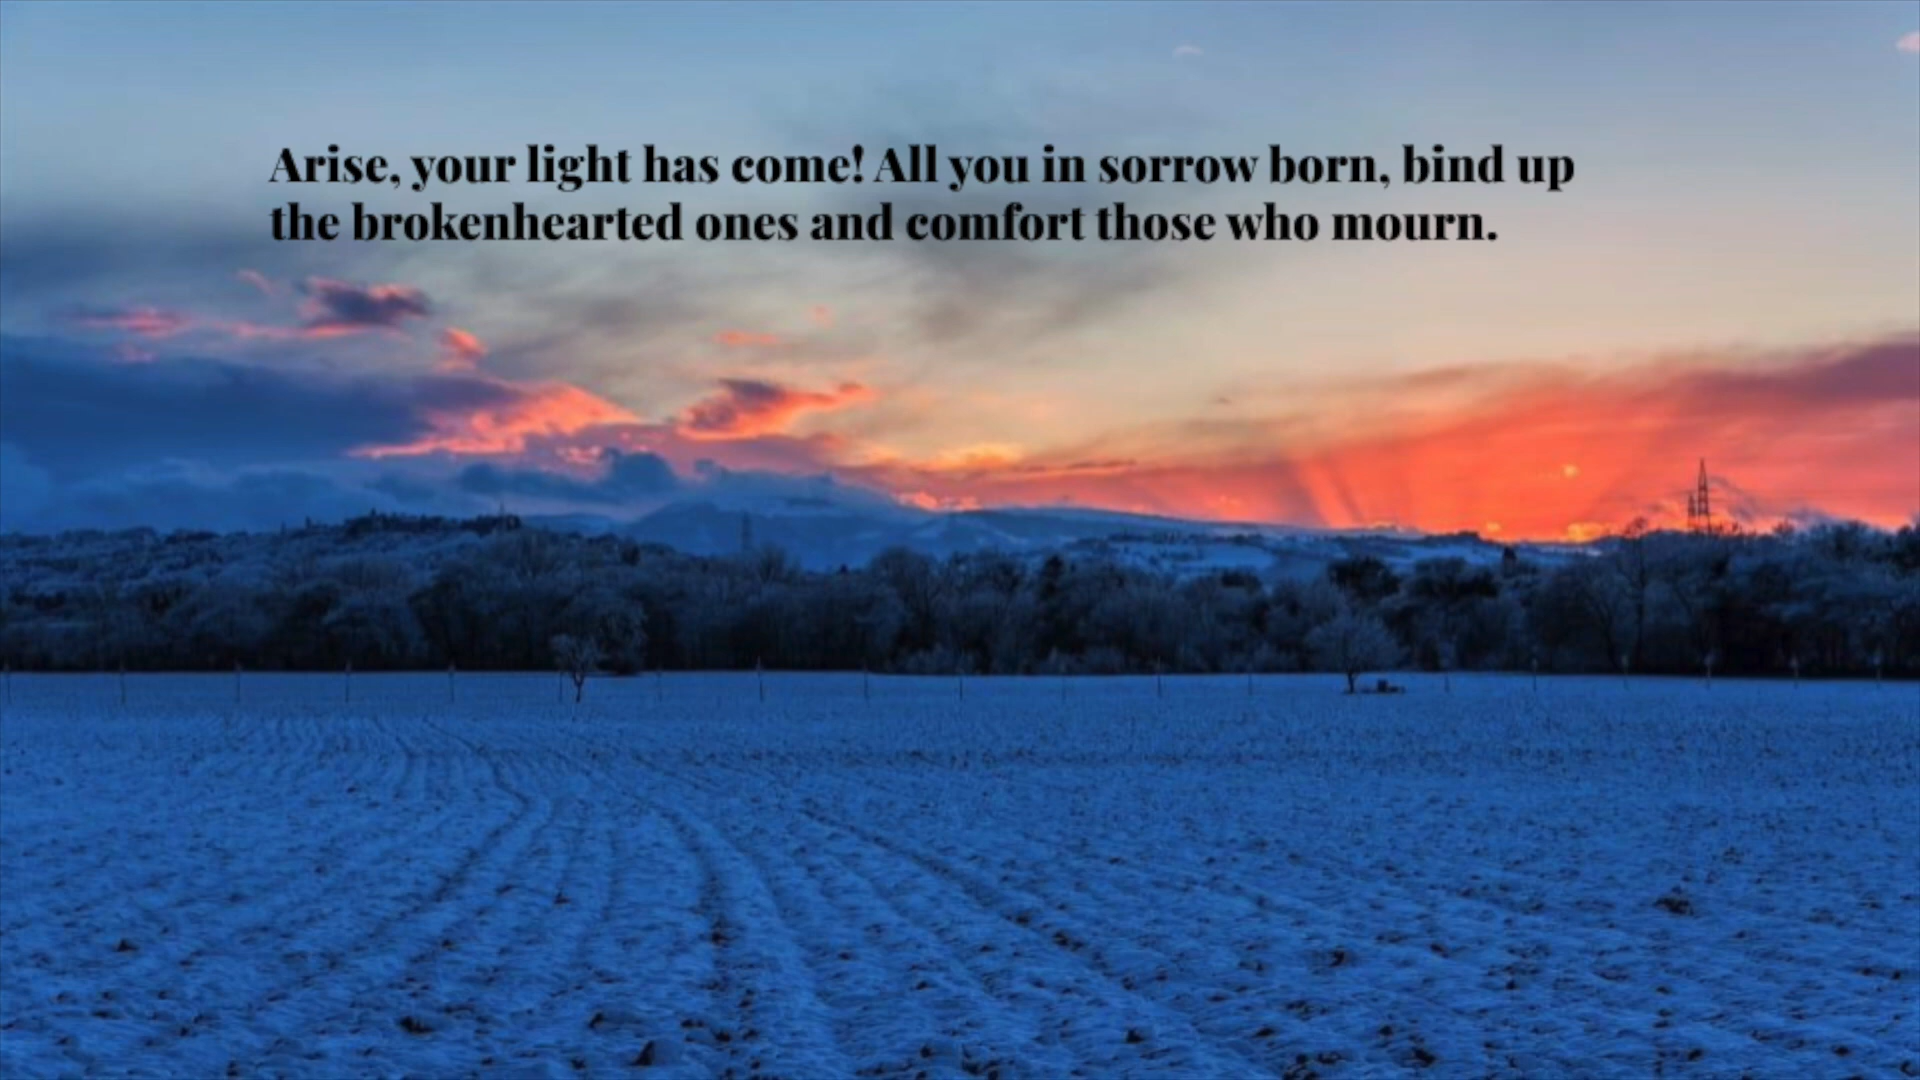 Arise, your light has come! All you in sorrow born, bind up
the brokenhearted ones and comfort those who mourn.